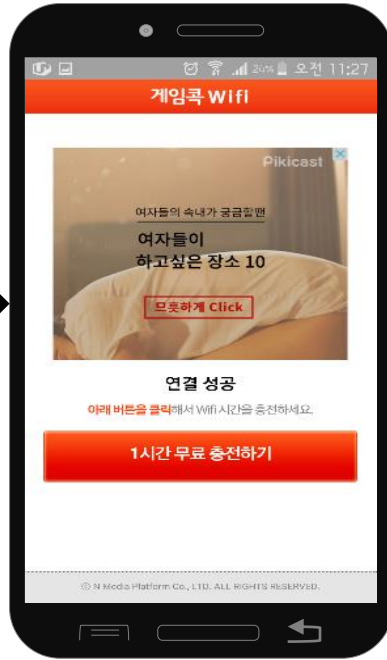 24% 오전 11:27
게임콕 Wifi
Pikicast
여자들의 속내가 궁금할땐
여자들이
하고싶은 장소 10
므흣하게 Click
연결 성공
아래 버튼을 클릭해서 Wifi 시간을 충전하세요.
1시간 무료 충전하기
ⓒ N Media Platform Co., LTD. ALL RIGHTS RESERVED.